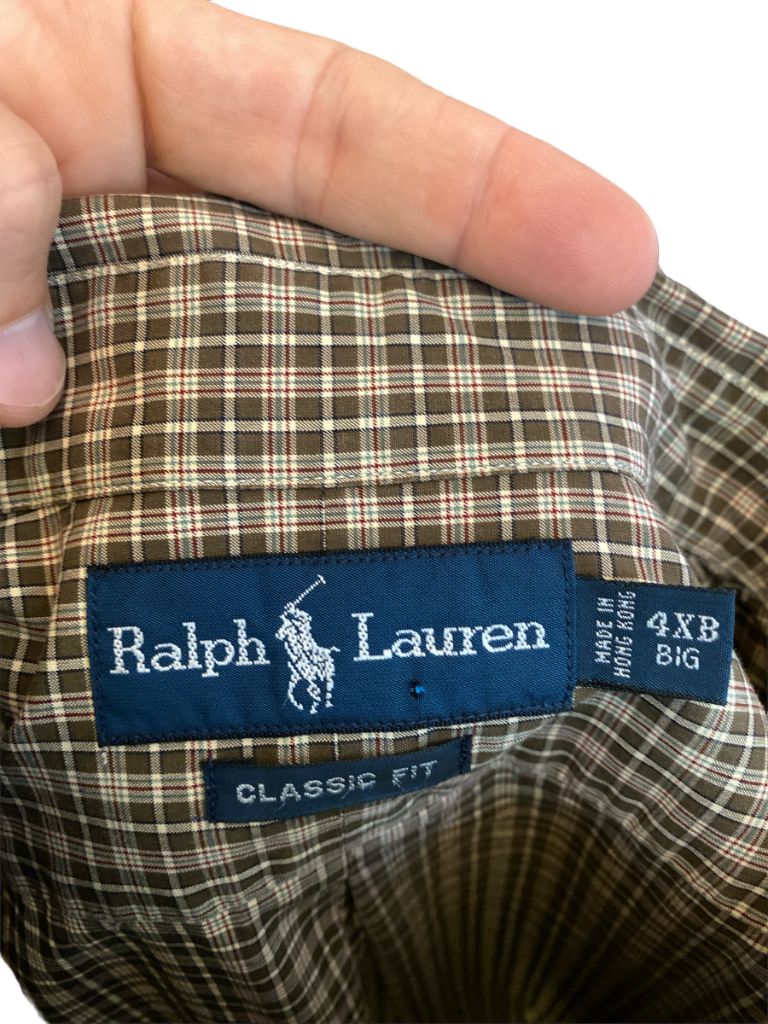 Ralph Lauren
MADE IN
HONG KONG
4XB
BIG
CLASSIC FIT